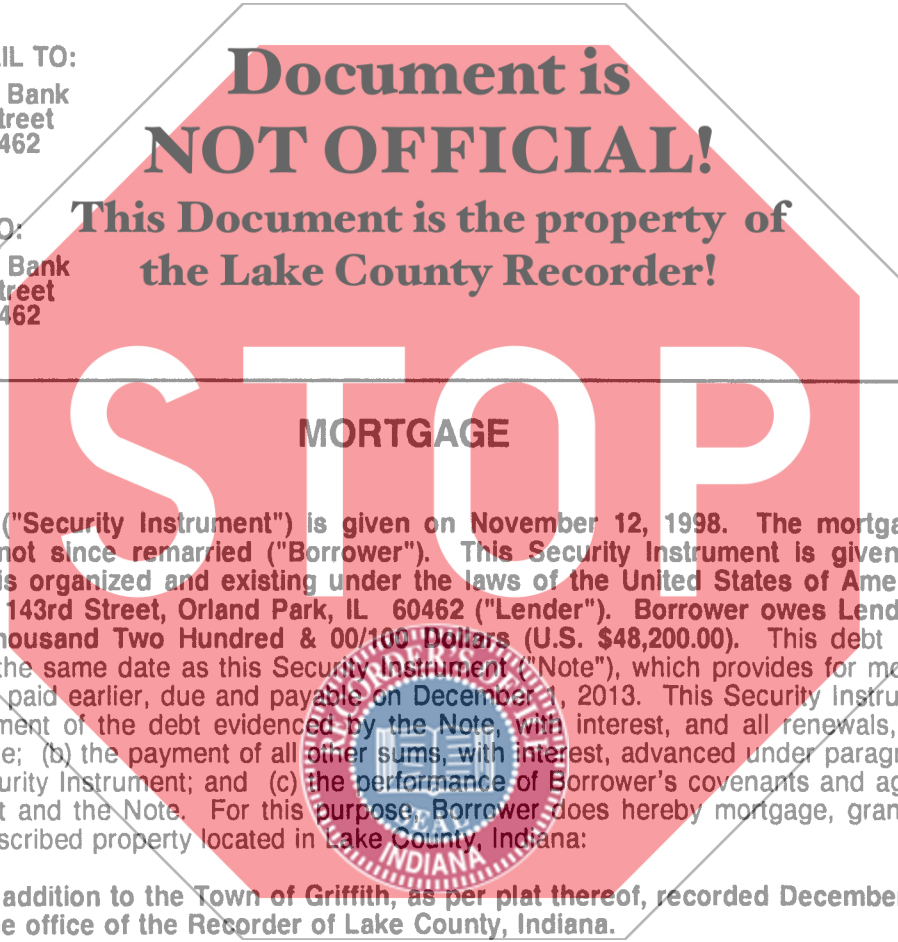 IL TO:
Bank
treet
462
Document is
NOT OFFICIAL!
This Document is the property of
the Lake County Recorder!
O:
Bank
treet
462
STOP
MORTGAGE
("Security Instrument") is given on November 12, 1998. The mortga
not since remarried ("Borrower"). This Security Instrument is given
is organized and existing under the laws of the United States of Ame
143rd Street, Orland Park, IL 60462 ("Lender"). Borrower owes Lend
housand Two Hundred & 00/100 Dollars (U.S. $48,200.00). This debt
the same date as this Security Instrument ("Note"), which provides for mo
paid earlier, due and payable on December 1, 2013. This Security Instru
ment of the debt evidenced by the Note, with interest, and all renewals,
e; (b) the payment of all other sums, with interest, advanced under paragr
urity Instrument; and (c) the performance of Borrower's covenants and ag
t and the Note. For this purpose, Borrower does hereby mortgage, gran
scribed property located in Lake County, Indiana:
SEAL
INDIANA
addition to the Town of Griffith, as per plat thereof, recorded December
e office of the Recorder of Lake County, Indiana.